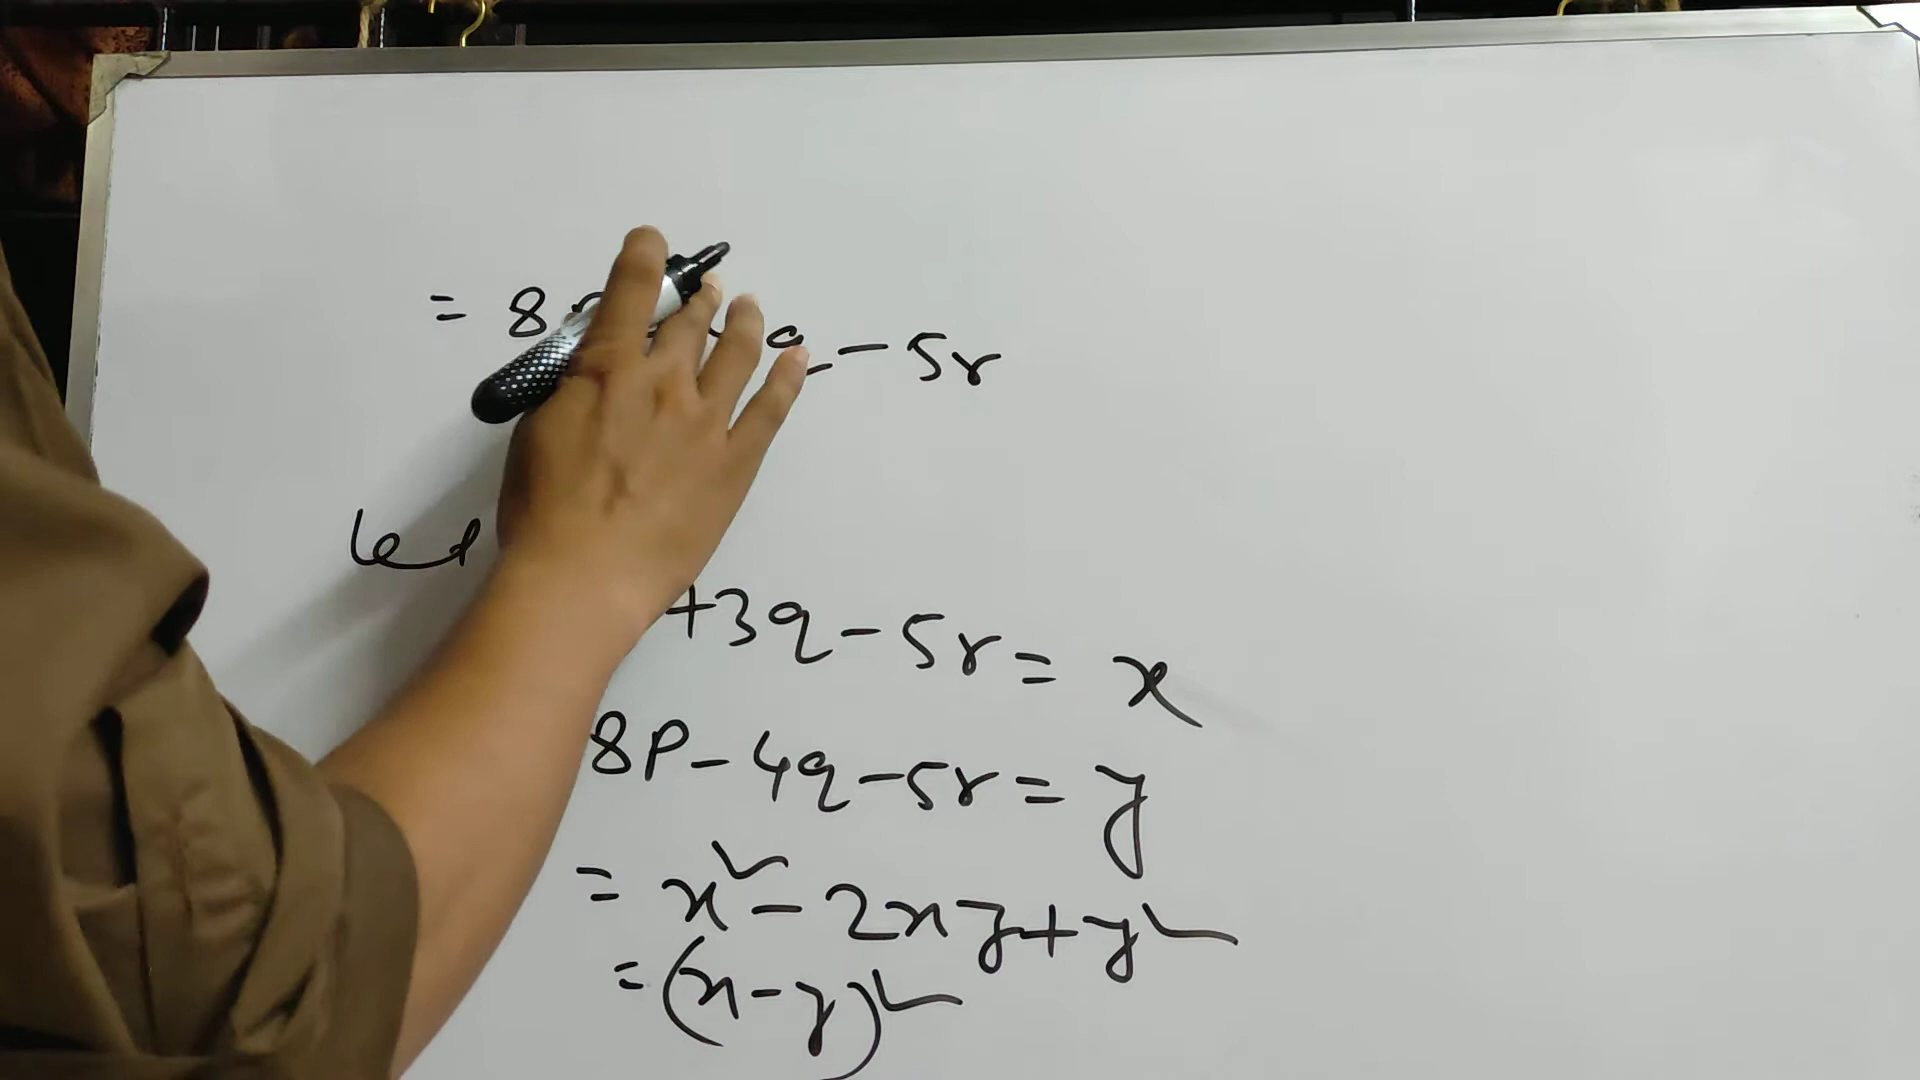 = 8 q - 5r
let
+3q - 5r = x
8p - 4q - 5r = y
= x² - 2xy + y²
= (x - y)²